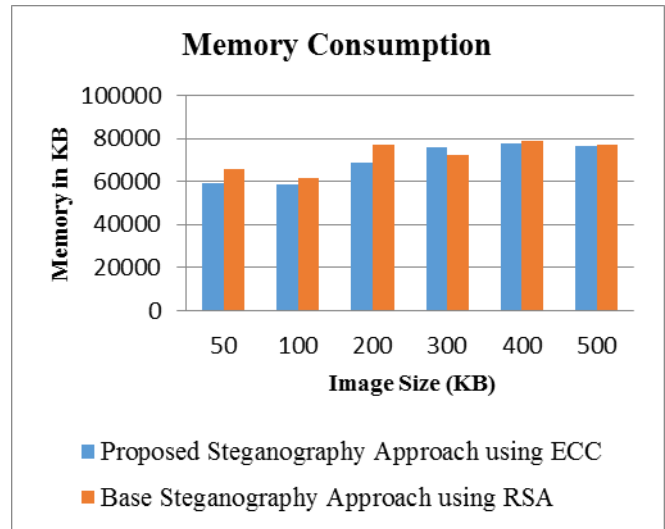 Memory Consumption
Memory in KB
100000
80000
60000
40000
20000
0
50 100 200 300 400 500
Image Size (KB)
Proposed Steganography Approach using ECC
Base Steganography Approach using RSA